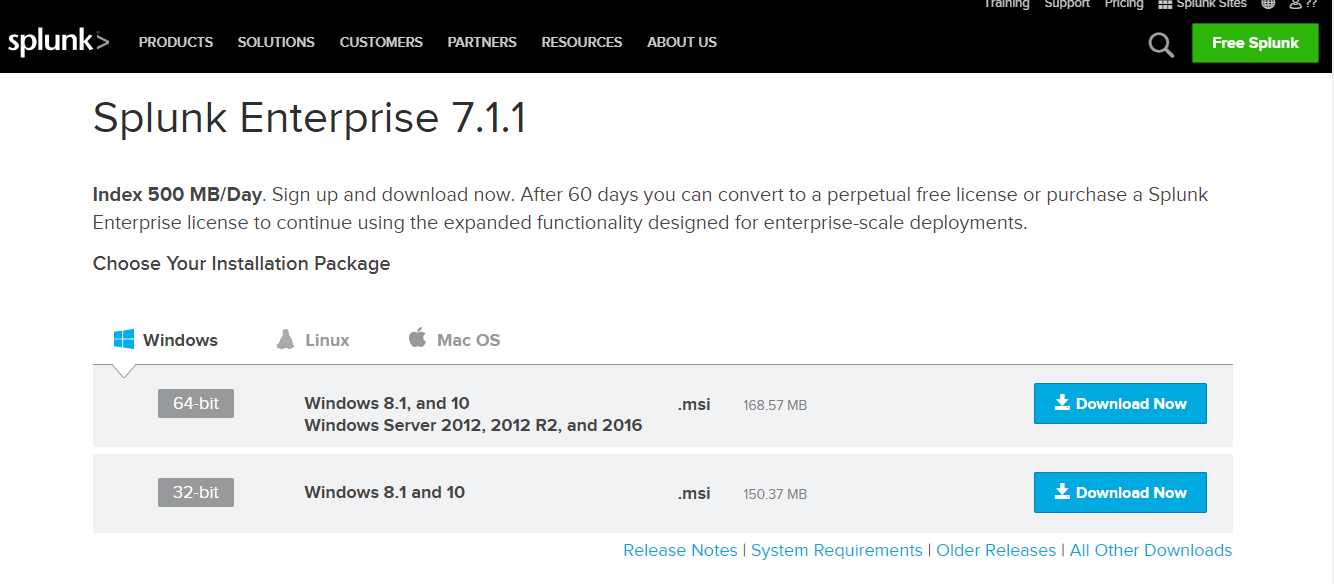 Training Support Pricing Splunk Sites ??
splunk> PRODUCTS SOLUTIONS CUSTOMERS PARTNERS RESOURCES ABOUT US Free Splunk
Splunk Enterprise 7.1.1
Index 500 MB/Day. Sign up and download now. After 60 days you can convert to a perpetual free license or purchase a Splunk
Enterprise license to continue using the expanded functionality designed for enterprise-scale deployments.
Choose Your Installation Package
Windows Linux Mac OS
64-bit Windows 8.1, and 10 .msi 168.57 MB Download Now
Windows Server 2012, 2012 R2, and 2016
32-bit Windows 8.1 and 10 .msi 150.37 MB Download Now
Release Notes | System Requirements | Older Releases | All Other Downloads